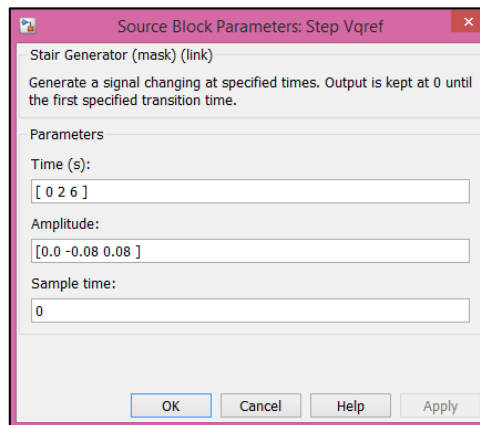 Source Block Parameters: Step Vqref
Stair Generator (mask) (link)
Generate a signal changing at specified times. Output is kept at 0 until
the first specified transition time.
Parameters
Time (s):
[ 0 2 6 ]
Amplitude:
[0.0 -0.08 0.08 ]
Sample time:
0
OK Cancel Help Apply